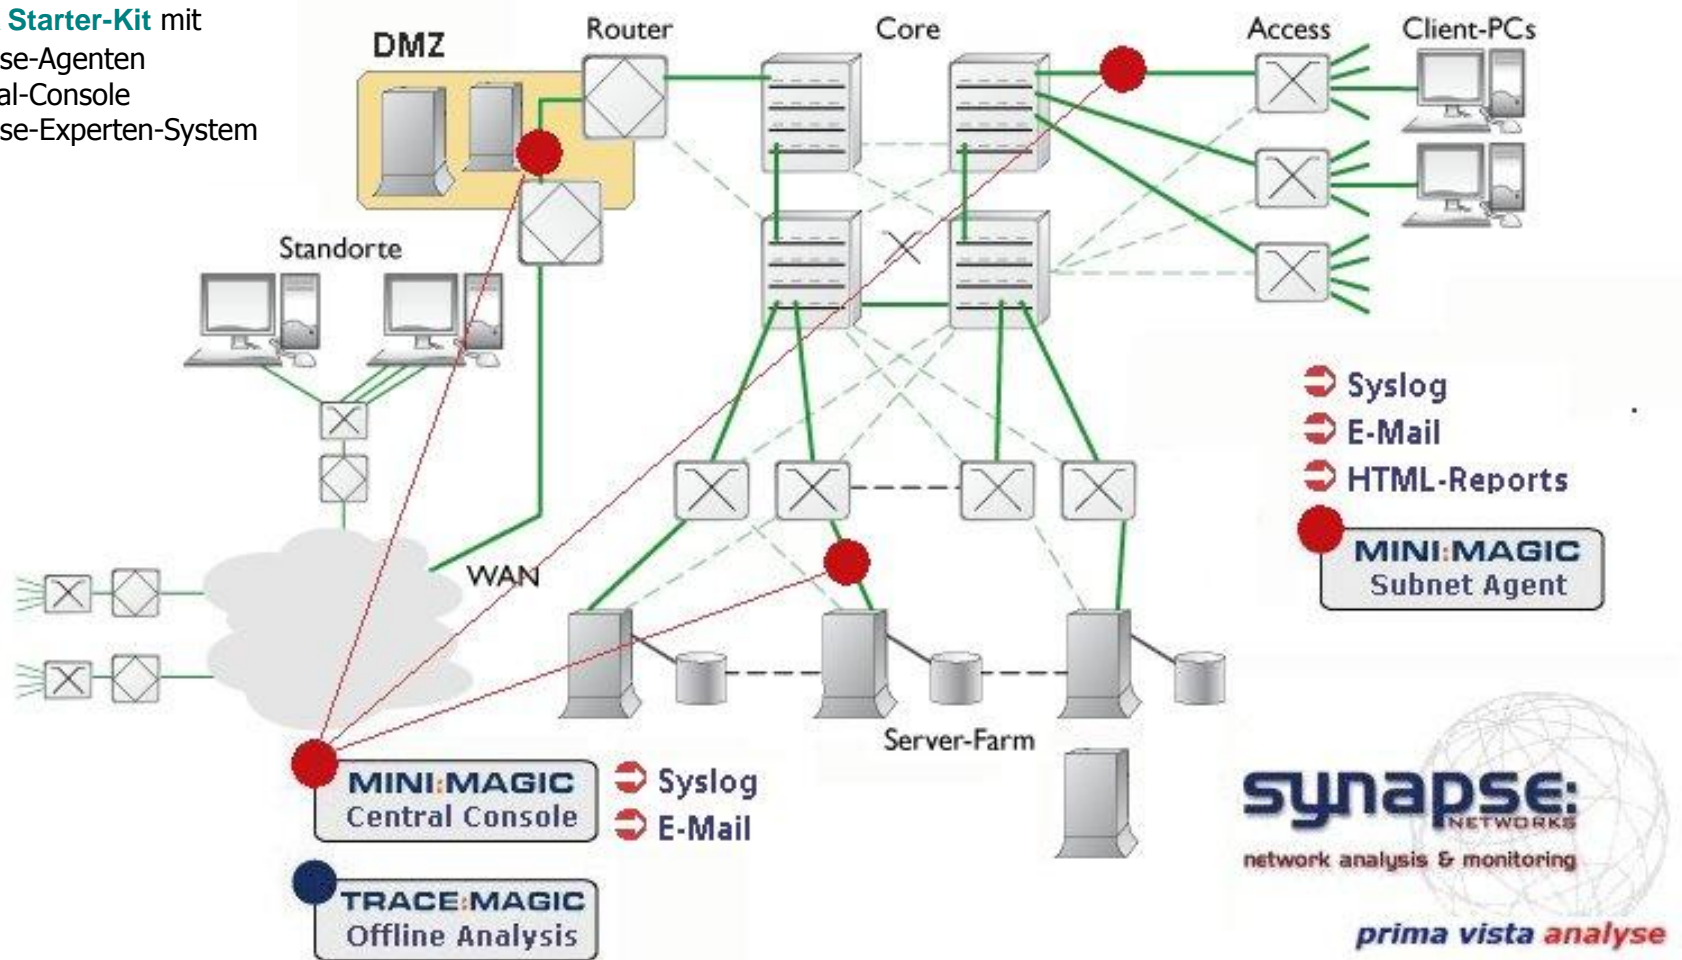 Starter-Kit mit
se-Agenten
al-Console
se-Experten-System
DMZ
Router
Core
Access
Client-PCs
Standorte
WAN
Syslog
E-Mail
HTML-Reports
MINI:MAGIC
Subnet Agent
Server-Farm
MINI:MAGIC
Central Console
Syslog
E-Mail
TRACE:MAGIC
Offline Analysis
synapse:
NETWORKS
network analysis & monitoring
prima vista analyse